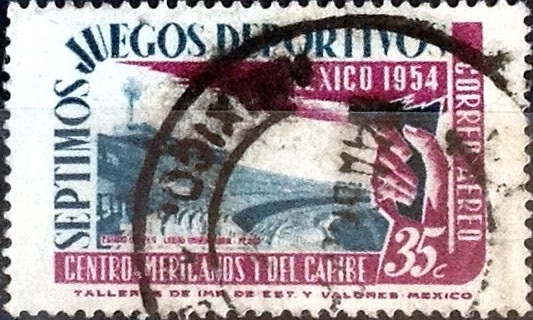 SEPTIMOS
JUEGOS DEPORTIVOS
MEXICO 1954
CORREO AEREO
35c
CENTROAMERICANOS Y DEL CARIBE
TALLERES DE IMP. DE EST. Y VALORES-MEXICO